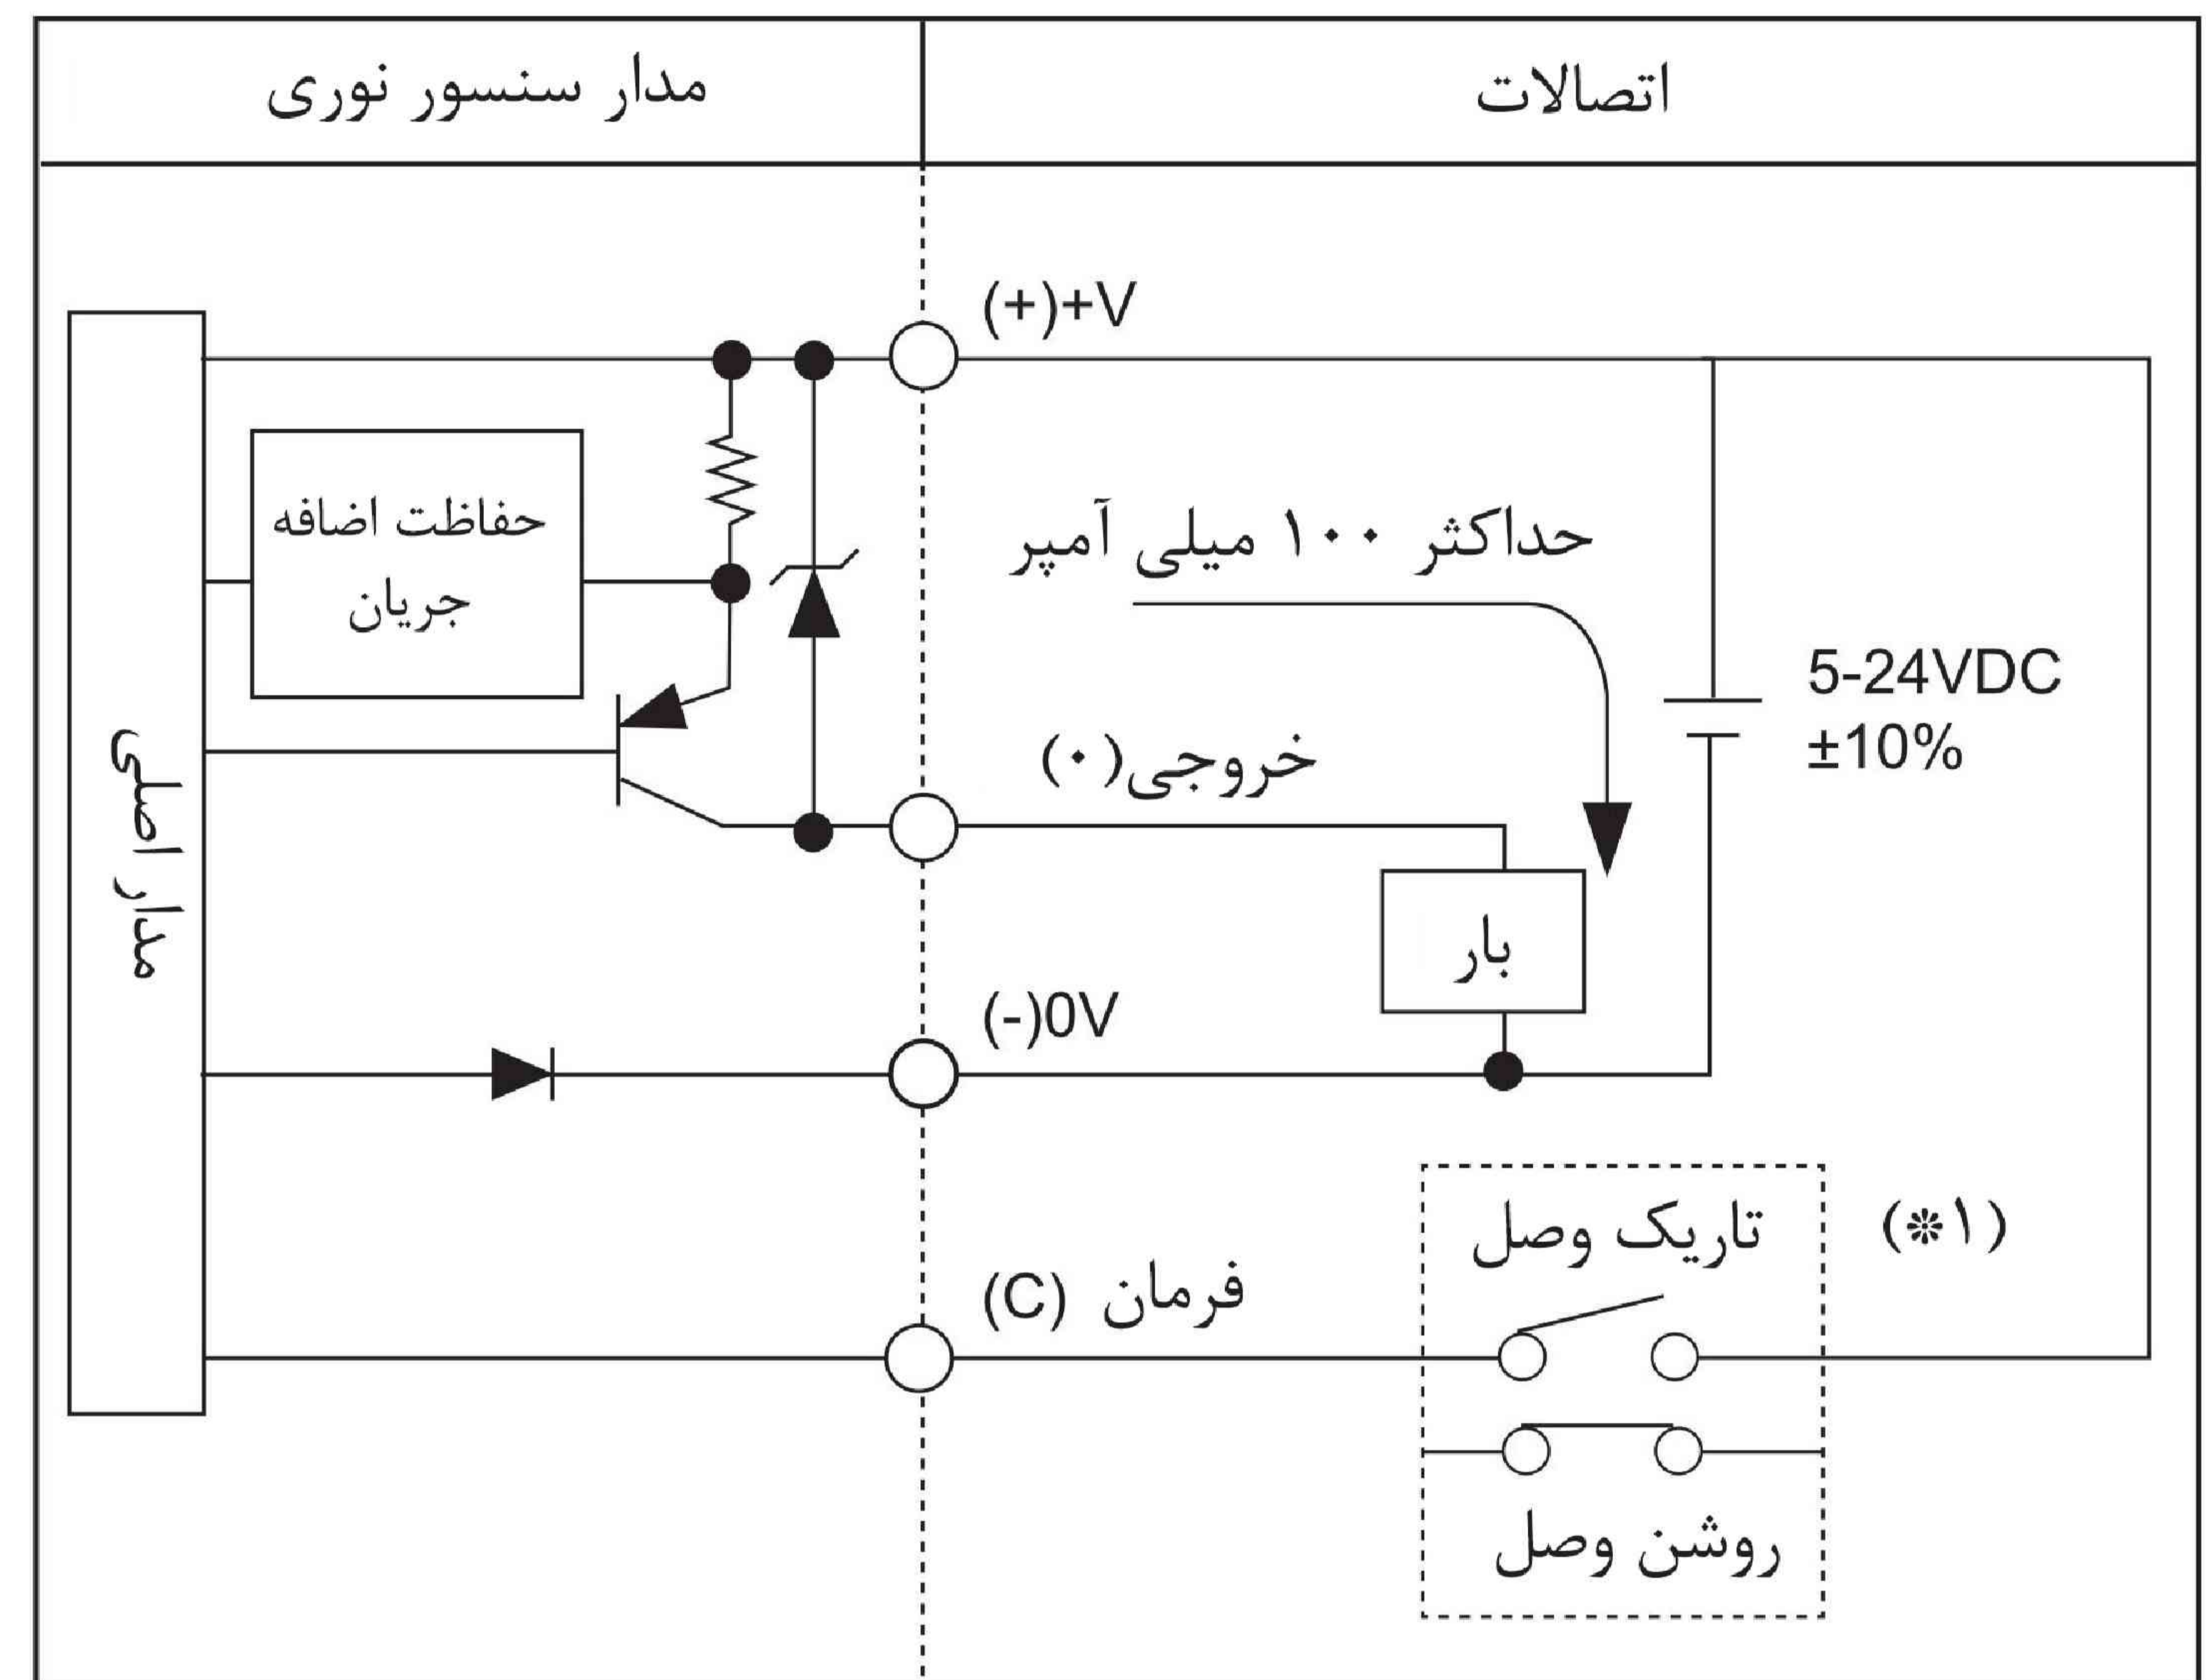 اتصالات
مدار سنسور نوری
(+)+V
حفاظت اضافه
جریان
حداکثر ۱۰۰ میلی آمپر
5-24VDC
±10%
خروجی(۰)
مدار اصلی
بار
(-)0V
تاریک وصل
(❊۱)
فرمان (C)
روشن وصل